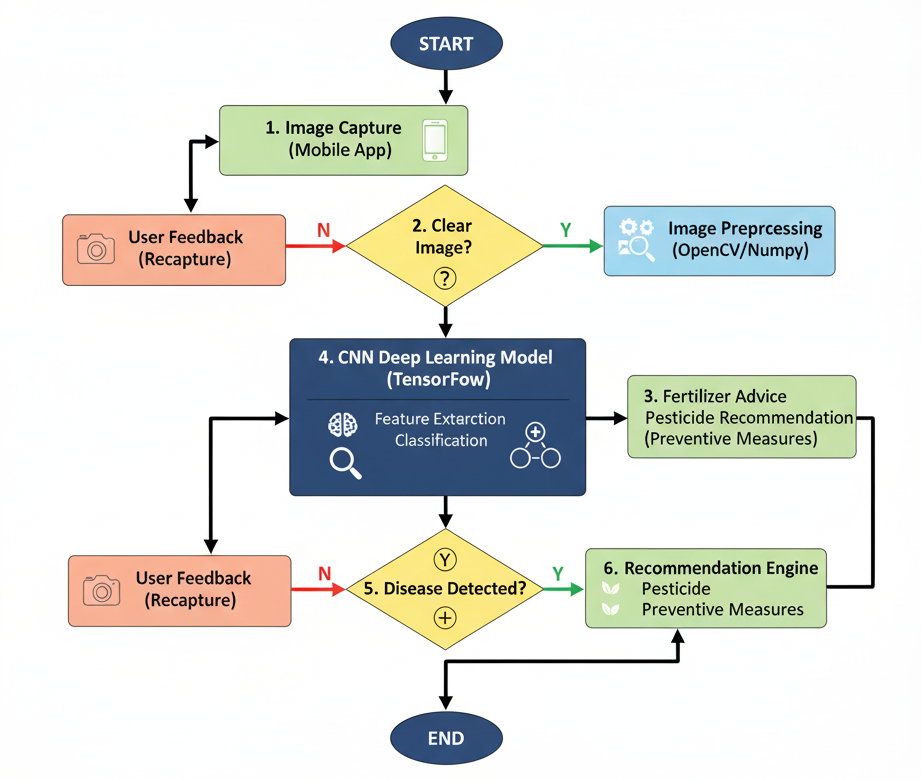 START
1. Image Capture
(Mobile App)
User Feedback
(Recapture)
N
2. Clear
Image?
?
Y
Image Preprcessing
(OpenCV/Numpy)
4. CNN Deep Learning Model
(TensorFow)
Feature Extarction
Classification
3. Fertilizer Advice
Pesticide Recommendation
(Preventive Measures)
User Feedback
(Recapture)
N
Y
5. Disease Detected?
Y
6. Recommendation Engine
Pesticide
Preventive Measures
END